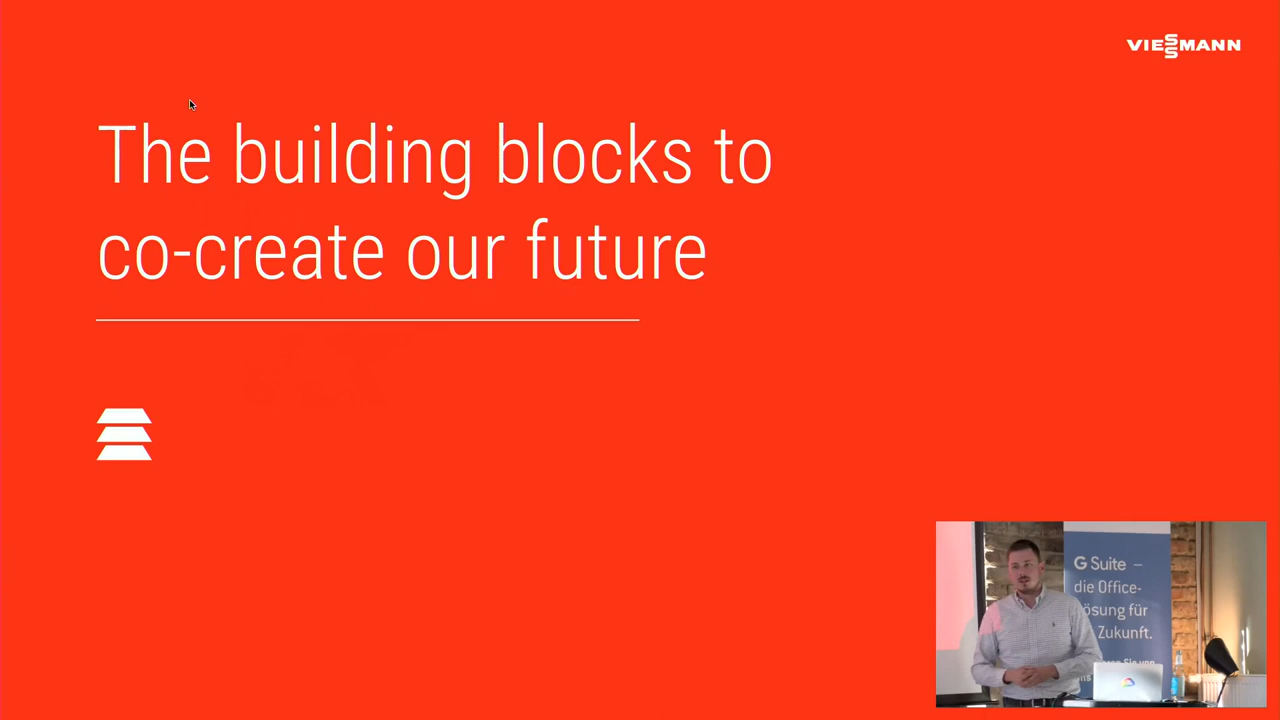 VIESSMANN
The building blocks to
co-create our future
G Suite –
die Office-
ösung für
Zukunft.